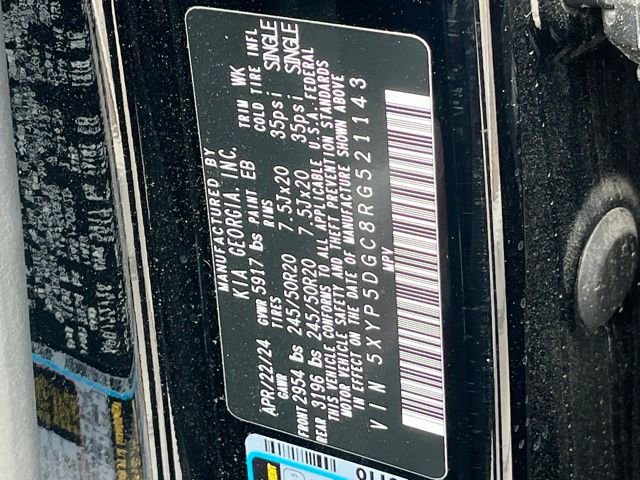 MANUFACTURED BY
KIA GEORGIA, INC.
APR/22/24 GVWR 5917 lbs PAINT EB TRIM WK
GAWR TIRES RIMS COLD TIRE INFL
FRONT 2954 lbs 245/50R20 7.5Jx20 35psi SINGLE
REAR 3196 lbs 245/50R20 7.5Jx20 35psi SINGLE
THIS VEHICLE CONFORMS TO ALL APPLICABLE U.S.A. FEDERAL
MOTOR VEHICLE SAFETY AND THEFT PREVENTION STANDARDS
IN EFFECT ON THE DATE OF MANUFACTURE SHOWN ABOVE
VIN 5XYP5DGC8RG521143
MPV